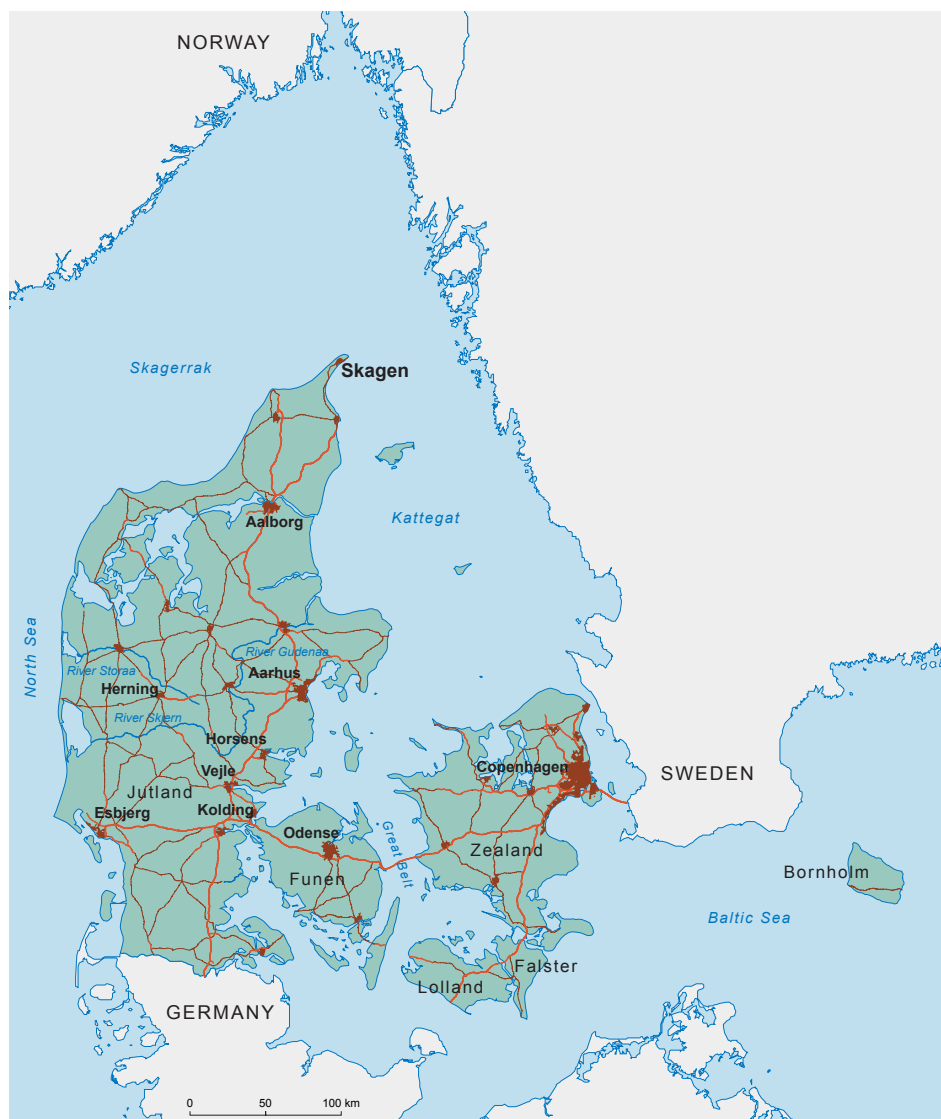 NORWAY
Skagerrak
Skagen
Kattegat
Aalborg
North Sea
River Gudenaa
River Storaa
Aarhus
Herning
River Skjern
Horsens
Vejle
Copenhagen
SWEDEN
Jutland
Esbjerg
Kolding
Odense
Great Belt
Zealand
Funen
Bornholm
Baltic Sea
Falster
Lolland
GERMANY
0 50 100 km